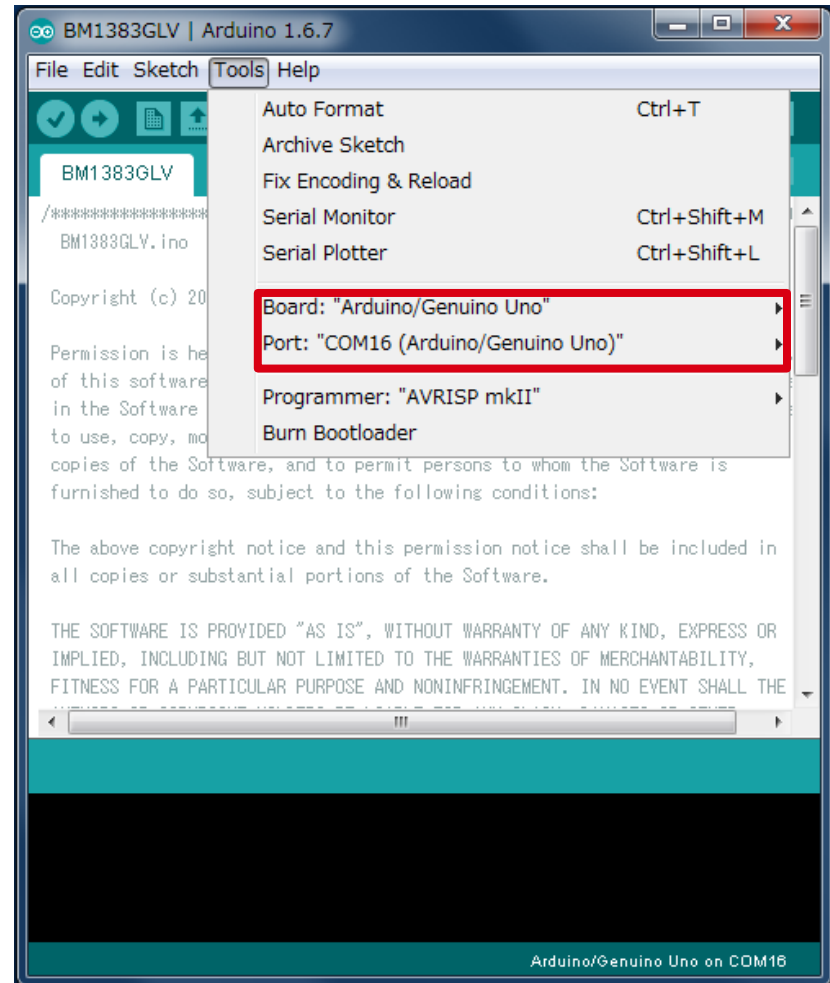 BM1383GLV | Arduino 1.6.7
File Edit Sketch Tools Help
Auto Format Ctrl+T
Archive Sketch
Fix Encoding & Reload
Serial Monitor Ctrl+Shift+M
Serial Plotter Ctrl+Shift+L
Board: "Arduino/Genuino Uno"
Port: "COM16 (Arduino/Genuino Uno)"
Programmer: "AVRISP mkII"
Burn Bootloader
BM1383GLV
/*****************
BM1383GLV.ino
Copyright (c) 20
Permission is he
of this software
in the Software
to use, copy, mo
copies of the Software, and to permit persons to whom the Software is
furnished to do so, subject to the following conditions:
The above copyright notice and this permission notice shall be included in
all copies or substantial portions of the Software.
THE SOFTWARE IS PROVIDED "AS IS", WITHOUT WARRANTY OF ANY KIND, EXPRESS OR
IMPLIED, INCLUDING BUT NOT LIMITED TO THE WARRANTIES OF MERCHANTABILITY,
FITNESS FOR A PARTICULAR PURPOSE AND NONINFRINGEMENT. IN NO EVENT SHALL THE
Arduino/Genuino Uno on COM16